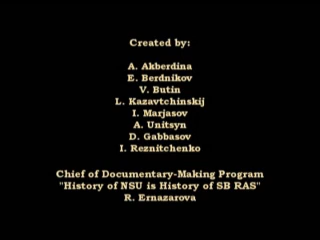 Created by:
A. Akberdina
E. Berdnikov
V. Butin
L. Kazavtchinskij
I. Marjasov
A. Unitsyn
D. Gabbasov
I. Reznitchenko
Chief of Documentary-Making Program
"History of NSU is History of SB RAS"
R. Ernazarova